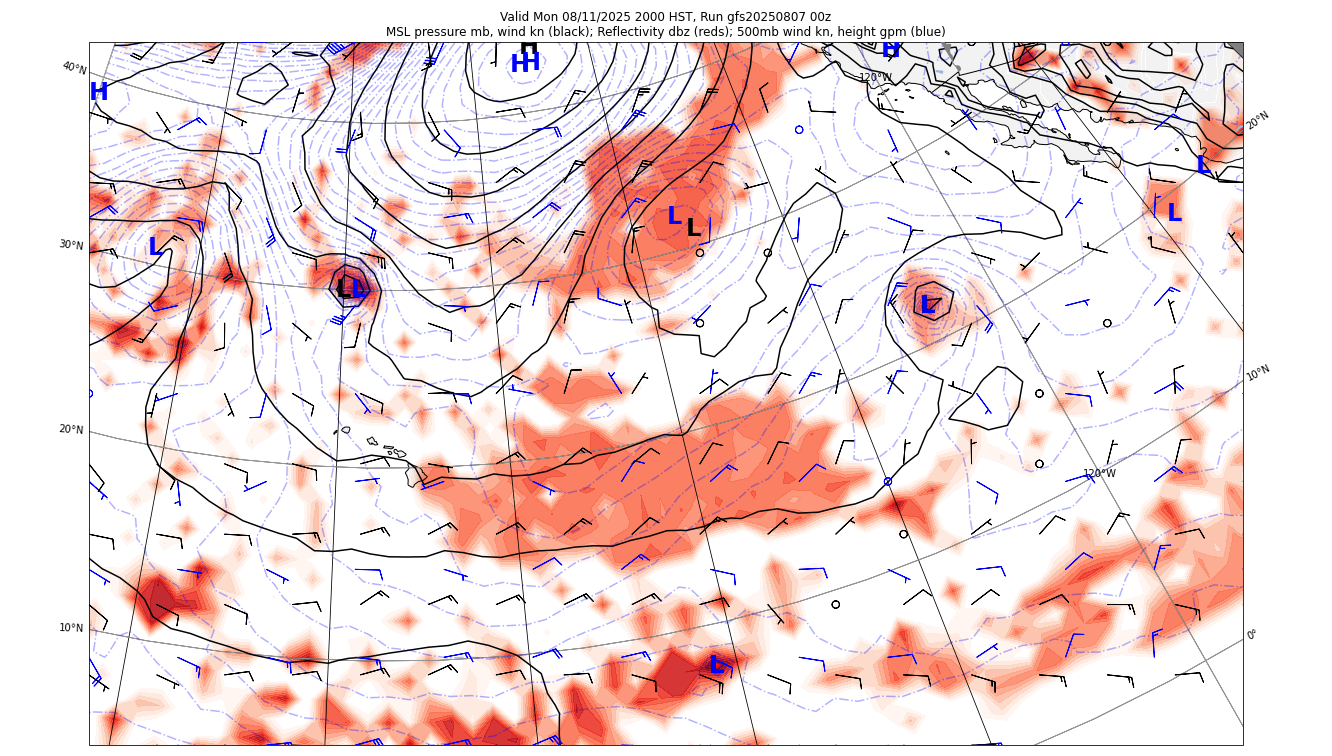 Valid Mon 08/11/2025 2000 HST, Run gfs20250807 00z
MSL pressure mb, wind kn (black); Reflectivity dbz (reds); 500mb wind kn, height gpm (blue)
H
H
H H
40°N
120°W
H
20°N
L
L
L
L
30°N
L
L L
L
10°N
20°N
120°W
10°N
0°
L